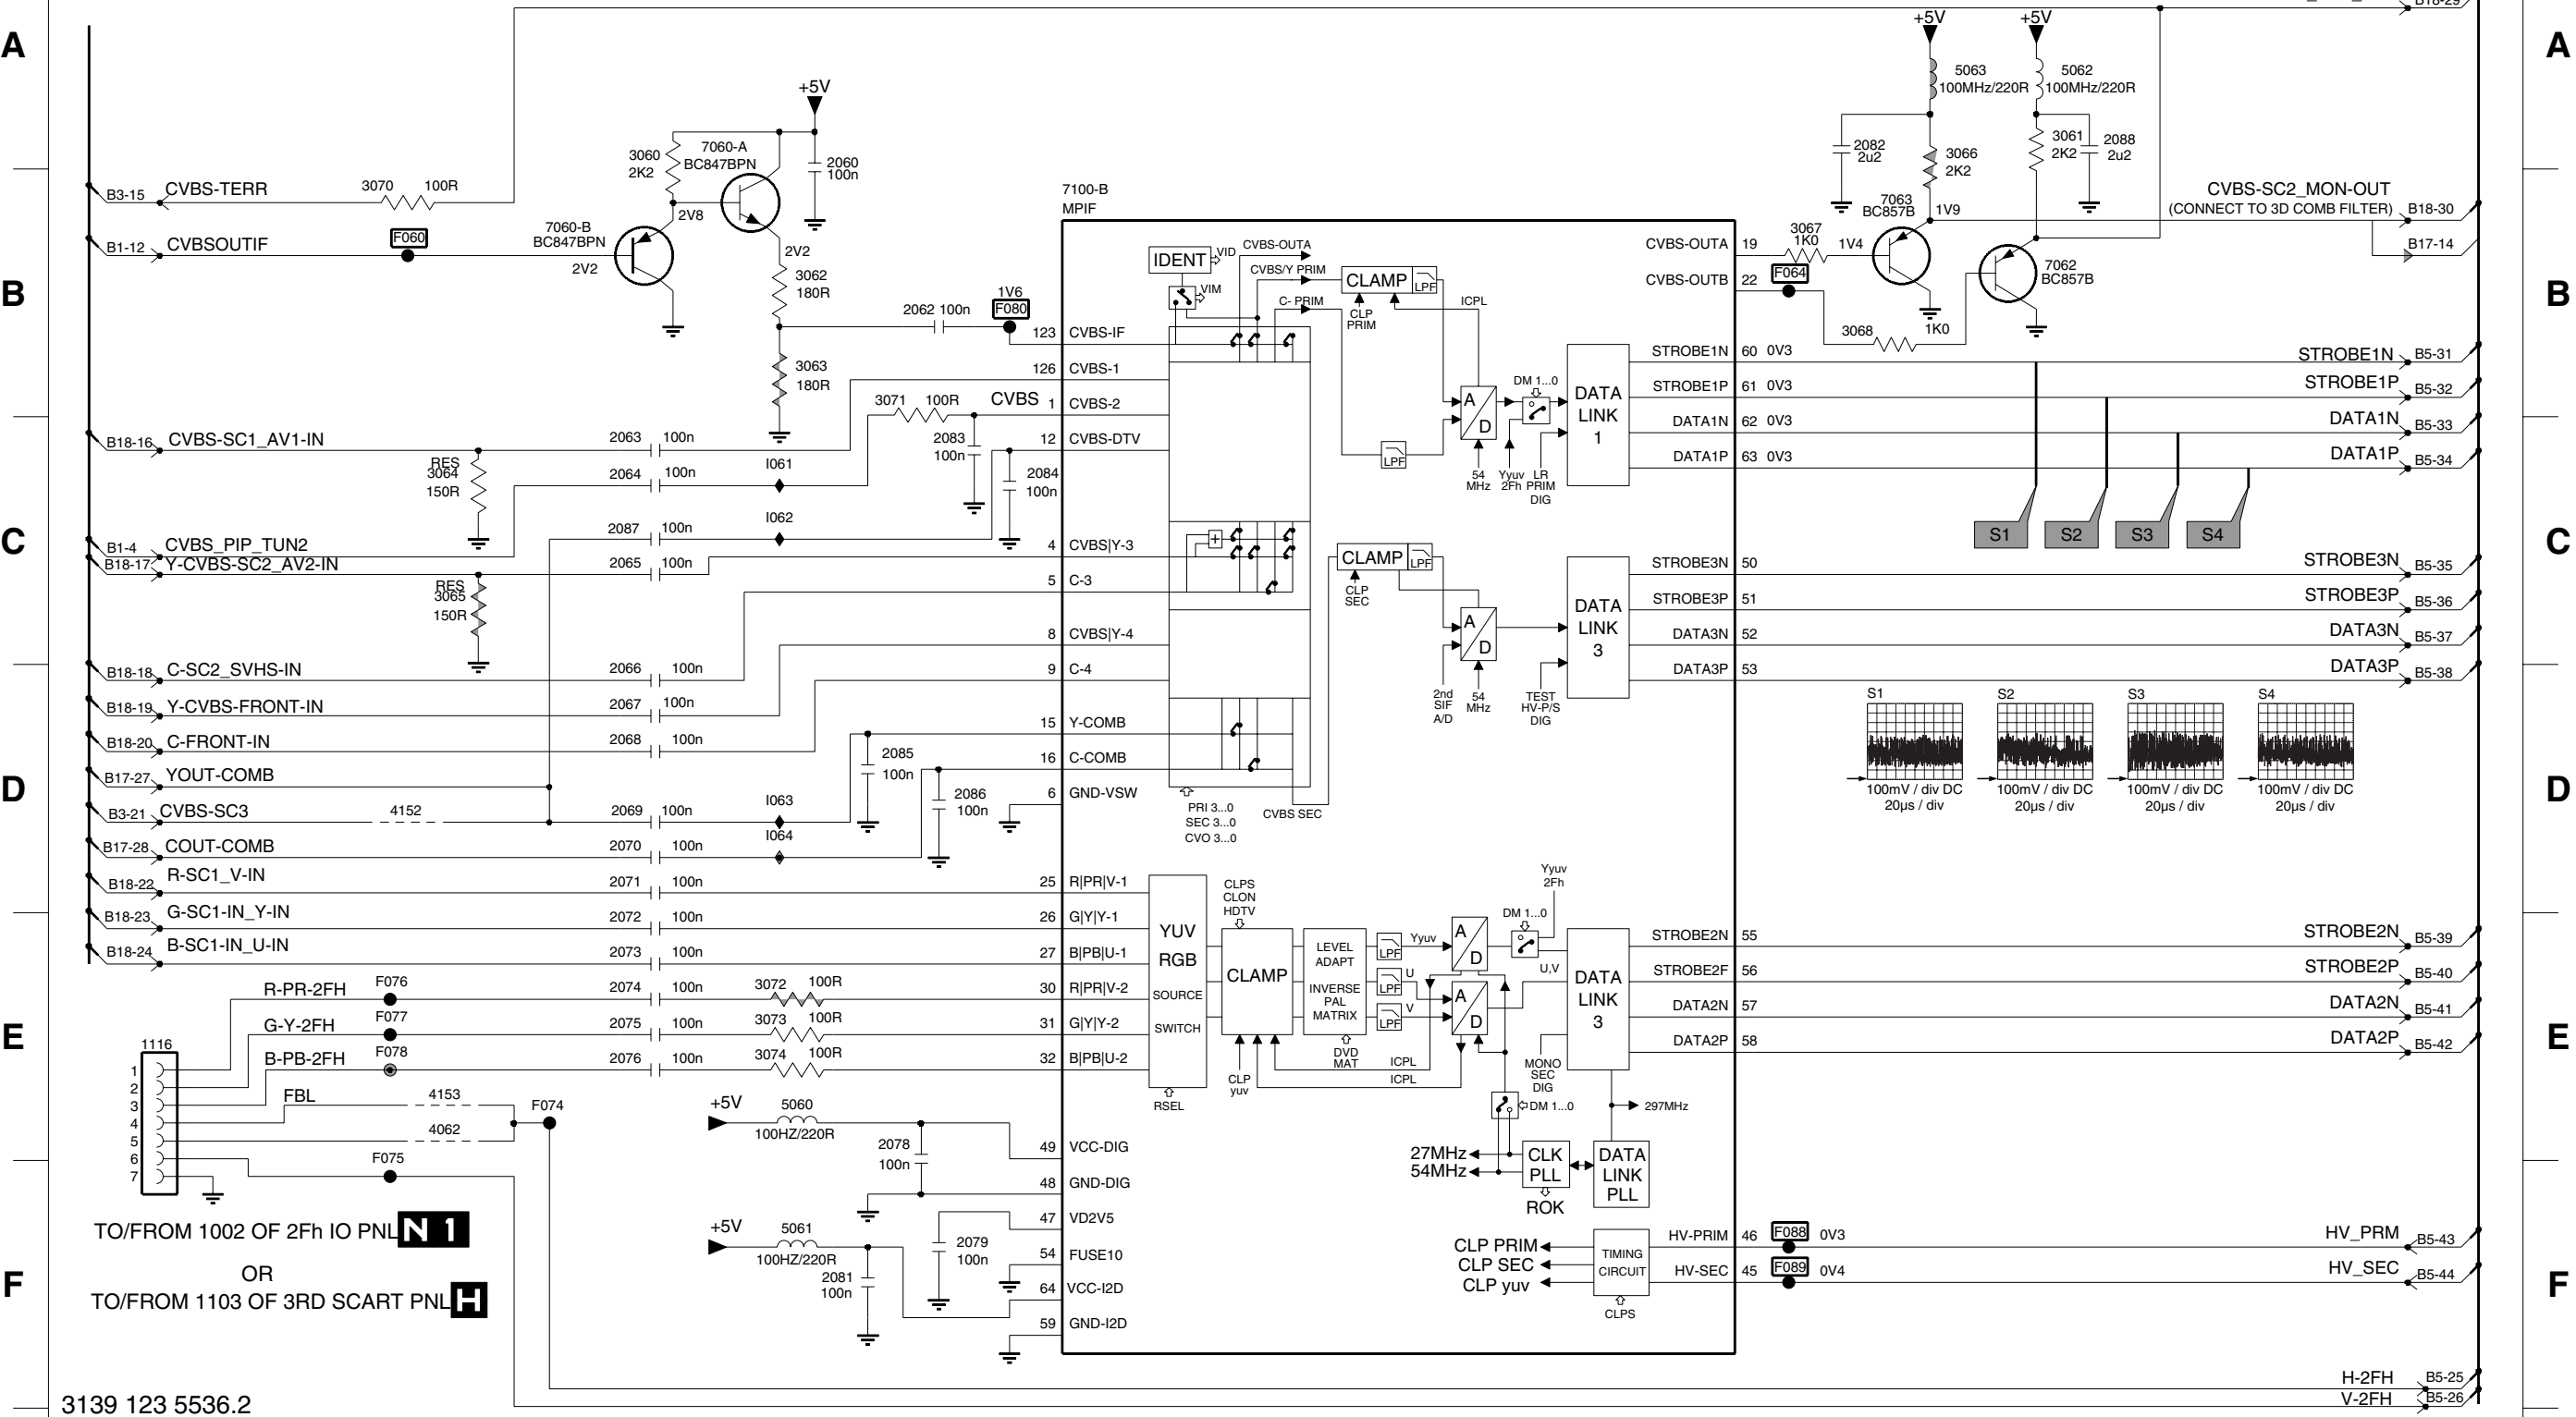 A
A
B
B
C
C
D
D
E
E
F
F
+5V
+5V
5063
100MHz/220R
5062
100MHz/220R
+5V
3060
2K2
7060-A
BC847BPN
2060
100n
2082
2u2
3066
2K2
3061
2K2
2088
2u2
B3-15
CVBS-TERR
3070
100R
2V8
7060-B
BC847BPN
2V2
B1-12
CVBSOUTIF
F060
2V2
3062
180R
2062 100n
1V6
F080
3063
180R
7100-B
MPIF
7063
BC857B
1V9
CVBS-SC2_MON-OUT
(CONNECT TO 3D COMB FILTER)
B18-30
B17-14
3067
1K0
1V4
CVBS-OUTA
19
CVBS-OUTB
22
F064
7062
BC857B
3068
1K0
IDENT
VID
VIM
CVBS-OUTA
CVBS/Y PRIM
C- PRIM
CLAMP
LPF
CLP
PRIM
ICPL
123
CVBS-IF
126
CVBS-1
CVBS
1
CVBS-2
12
CVBS-DTV
4
CVBS|Y-3
5
C-3
8
CVBS|Y-4
9
C-4
15
Y-COMB
16
C-COMB
6
GND-VSW
3071
100R
2083
100n
2084
100n
LPF
A
D
54
MHz
DM 1...0
Yyuv
2Fh
LR
PRIM
DIG
DATA
LINK
1
STROBE1N
60
0V3
STROBE1P
61
0V3
DATA1N
62
0V3
DATA1P
63
0V3
STROBE1N
B5-31
STROBE1P
B5-32
DATA1N
B5-33
DATA1P
B5-34
S1
S2
S3
S4
B18-16
CVBS-SC1_AV1-IN
RES
3064
150R
2063
100n
2064
100n
I061
2087
100n
I062
B1-4
CVBS_PIP_TUN2
B18-17
Y-CVBS-SC2_AV2-IN
2065
100n
RES
3065
150R
CLAMP
LPF
CLP
SEC
A
D
2nd
SIF
A/D
54
MHz
TEST
HV-P/S
DIG
DATA
LINK
3
STROBE3N
50
STROBE3P
51
DATA3N
52
DATA3P
53
STROBE3N
B5-35
STROBE3P
B5-36
DATA3N
B5-37
DATA3P
B5-38
B18-18
C-SC2_SVHS-IN
2066
100n
B18-19
Y-CVBS-FRONT-IN
2067
100n
B18-20
C-FRONT-IN
2068
100n
B17-27
YOUT-COMB
B3-21
CVBS-SC3
4152
2069
100n
I063
B17-28
COUT-COMB
2070
100n
I064
2085
100n
2086
100n
PRI 3...0
SEC 3...0
CVO 3...0
CVBS SEC
S1
100mV / div DC
20µs / div
S2
100mV / div DC
20µs / div
S3
100mV / div DC
20µs / div
S4
100mV / div DC
20µs / div
B18-22
R-SC1_V-IN
2071
100n
25
R|PR|V-1
B18-23
G-SC1-IN_Y-IN
2072
100n
26
G|Y|Y-1
B18-24
B-SC1-IN_U-IN
2073
100n
27
B|PB|U-1
R-PR-2FH
F076
2074
100n
3072
100R
30
R|PR|V-2
G-Y-2FH
F077
2075
100n
3073
100R
31
G|Y|Y-2
B-PB-2FH
F078
2076
100n
3074
100R
32
B|PB|U-2
YUV
RGB
SOURCE
SWITCH
RSEL
CLPS
CLON
HDTV
CLAMP
CLP
yuv
LEVEL
ADAPT
INVERSE
PAL
MATRIX
DVD
MAT
LPF
Yyuv
LPF
U
LPF
V
A
D
A
D
ICPL
ICPL
Yyuv
2Fh
DM 1...0
U,V
MONO
SEC
DIG
DATA
LINK
3
STROBE2N
55
STROBE2F
56
DATA2N
57
DATA2P
58
STROBE2N
B5-39
STROBE2P
B5-40
DATA2N
B5-41
DATA2P
B5-42
1116
1
2
3
4
5
6
7
FBL
4153
4062
F074
F075
+5V
5060
100HZ/220R
2078
100n
49
VCC-DIG
48
GND-DIG
47
VD2V5
54
FUSE10
64
VCC-I2D
59
GND-I2D
+5V
5061
100HZ/220R
2081
100n
2079
100n
DM 1...0
297MHz
27MHz
54MHz
CLK
PLL
ROK
DATA
LINK
PLL
CLP PRIM
CLP SEC
CLP yuv
TIMING
CIRCUIT
CLPS
HV-PRIM
46
F088
0V3
HV-SEC
45
F089
0V4
HV_PRM
B5-43
HV_SEC
B5-44
TO/FROM 1002 OF 2Fh IO PNL N 1
OR
TO/FROM 1103 OF 3RD SCART PNL H
H-2FH
B5-25
V-2FH
B5-26
3139 123 5536.2